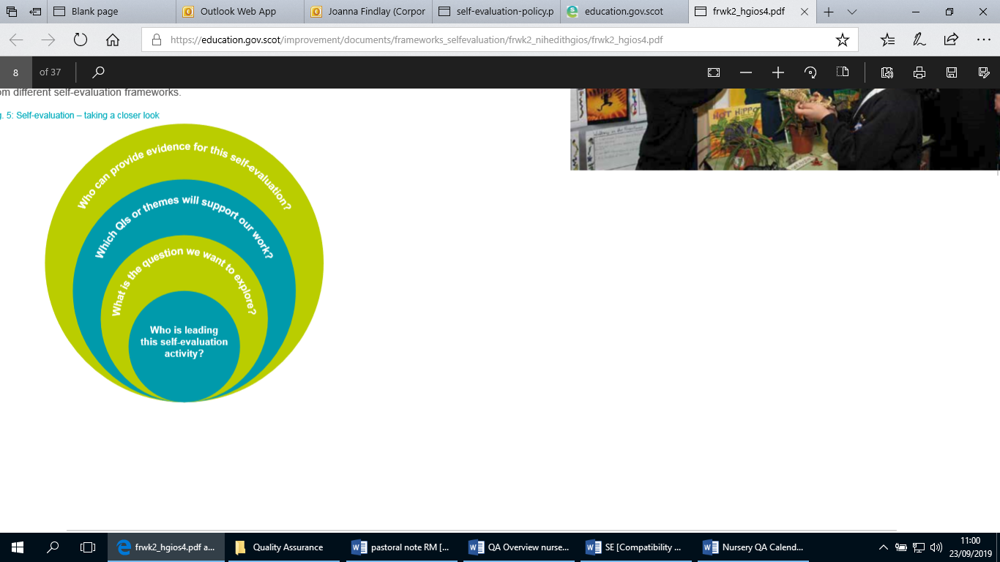 Blank page
Outlook Web App
Joanna Findlay (Corpor
self-evaluation-policy.p
education.gov.scot
frwk2_hgios4.pdf
https://education.gov.scot/improvement/documents/frameworks_selfevaluation/frwk2_nihedithgios/frwk2_hgios4.pdf
8 of 37
om different self-evaluation frameworks.
g. 5: Self-evaluation – taking a closer look
HOT HIPPO
Who can provide evidence for this self-evaluation?
Which QIs or themes will support our work?
What is the question we want to explore?
Who is leading
this self-evaluation
activity?
frwk2_hgios4.pdf a...
Quality Assurance
pastoral note RM [...
QA Overview nurse...
SE [Compatibility ...
Nursery QA Calend...
11:00
23/09/2019